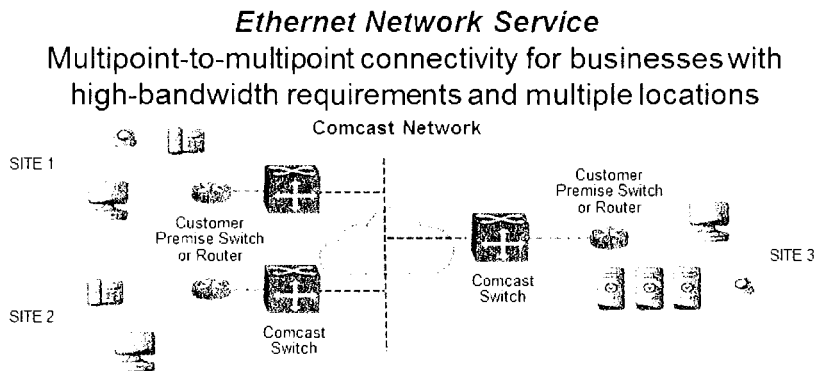 Ethernet Network Service
Multipoint-to-multipoint connectivity for businesses with
high-bandwidth requirements and multiple locations
Comcast Network
SITE 1
Customer
Premise Switch
or Router
Customer
Premise Switch
or Router
Comcast
Switch
SITE 3
SITE 2
Comcast
Switch